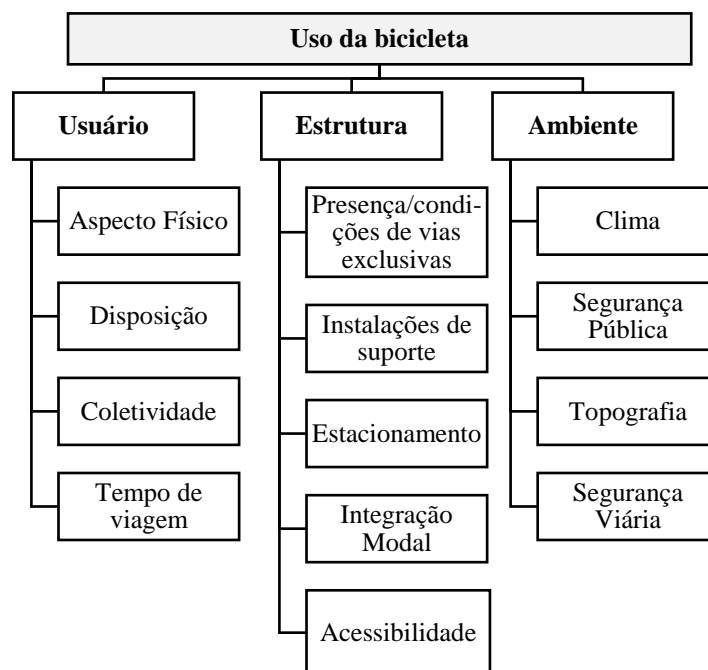 Uso da bicicleta
Usuário
Aspecto Físico
Disposição
Coletividade
Tempo de
viagem
Estrutura
Presença/condi-
ções de vias
exclusivas
Instalações de
suporte
Estacionamento
Integração
Modal
Acessibilidade
Ambiente
Clima
Segurança
Pública
Topografia
Segurança
Viária